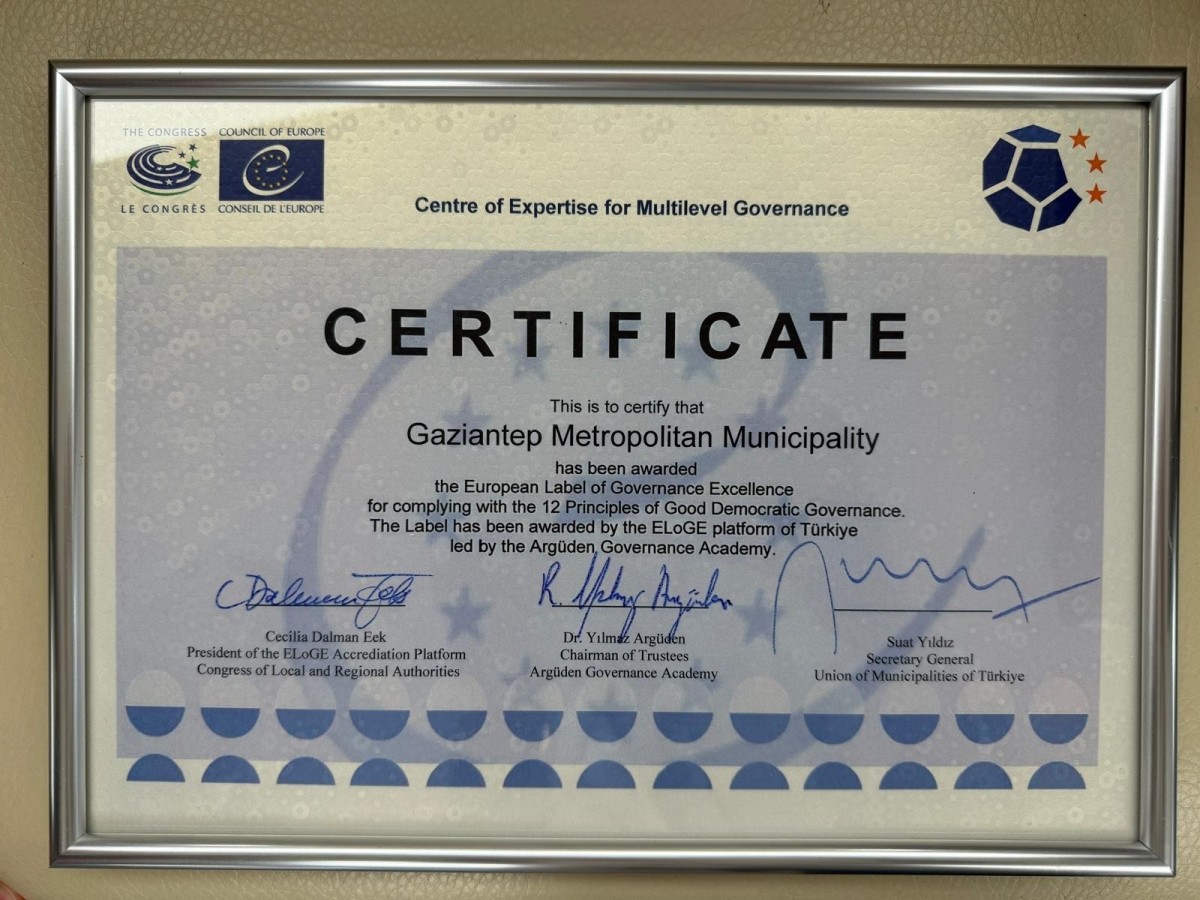 THE CONGRESS
LE CONGRÈS
COUNCIL OF EUROPE
CONSEIL DE L'EUROPE
Centre of Expertise for Multilevel Governance
CERTIFICATE
This is to certify that
Gaziantep Metropolitan Municipality
has been awarded
the European Label of Governance Excellence
for complying with the 12 Principles of Good Democratic Governance.
The Label has been awarded by the ELoGE platform of Türkiye
led by the Argüden Governance Academy.
Cecilia Dalman Eek
President of the ELoGE Accrediation Platform
Congress of Local and Regional Authorities
Dr. Yılmaz Argüden
Chairman of Trustees
Argüden Governance Academy
Suat Yıldız
Secretary General
Union of Municipalities of Türkiye